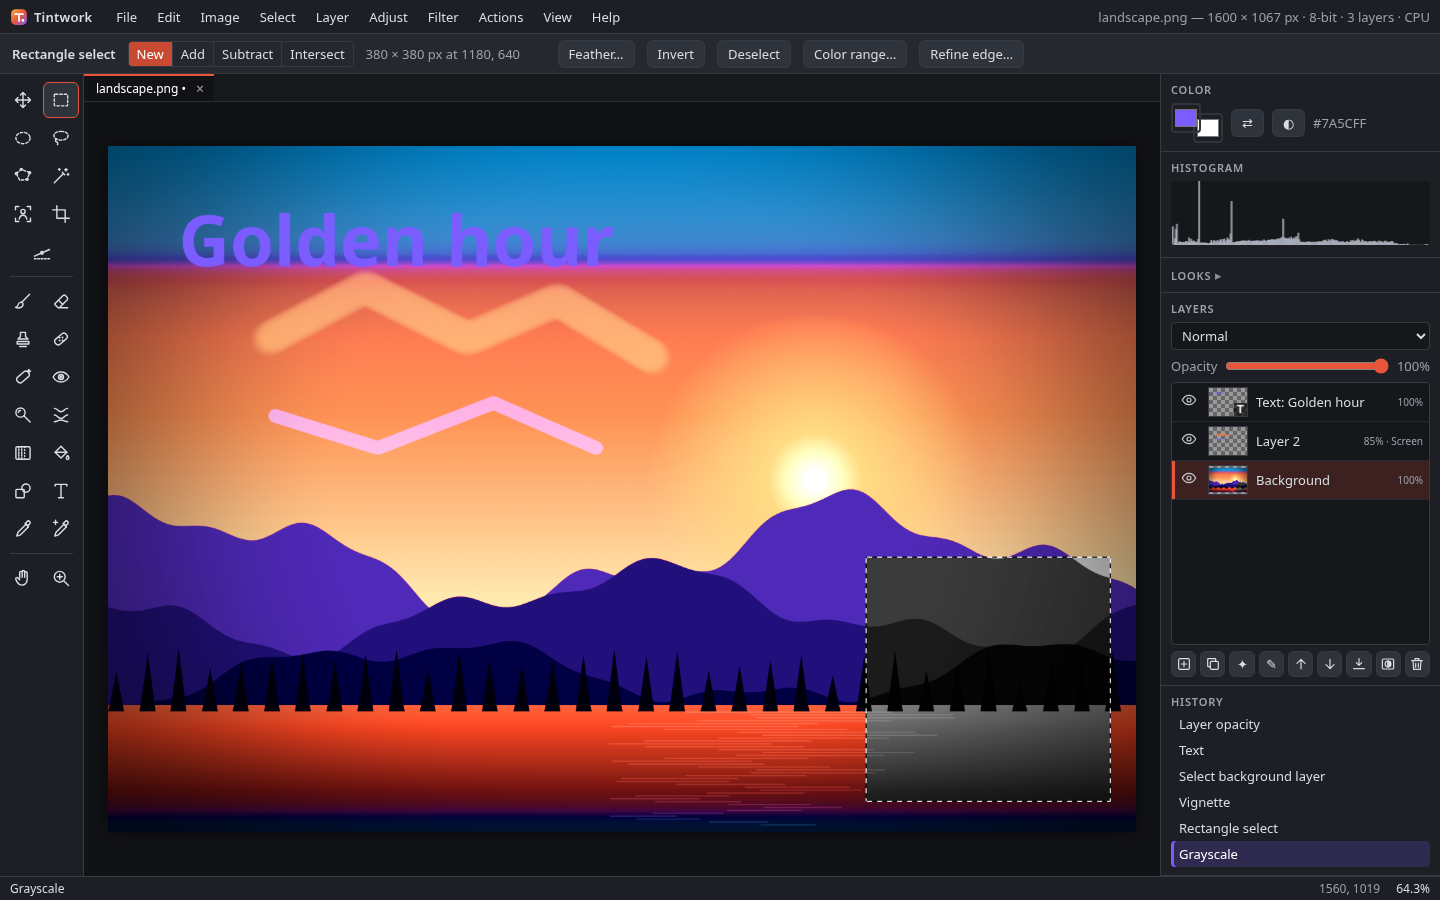 Tintwork File Edit Image Select Layer Adjust Filter Actions View Help landscape.png — 1600 × 1067 px · 8-bit · 3 layers · CPU
Rectangle select New Add Subtract Intersect 380 × 380 px at 1180, 640 Feather... Invert Deselect Color range... Refine edge...
landscape.png • ×
Golden hour
COLOR
#7A5CFF
HISTOGRAM
LOOKS ▸
LAYERS
Normal
Opacity 100%
T Text: Golden hour 100%
Layer 2 85% · Screen
Background 100%
HISTORY
Layer opacity
Text
Select background layer
Vignette
Rectangle select
Grayscale
Grayscale 1560, 1019 64.3%